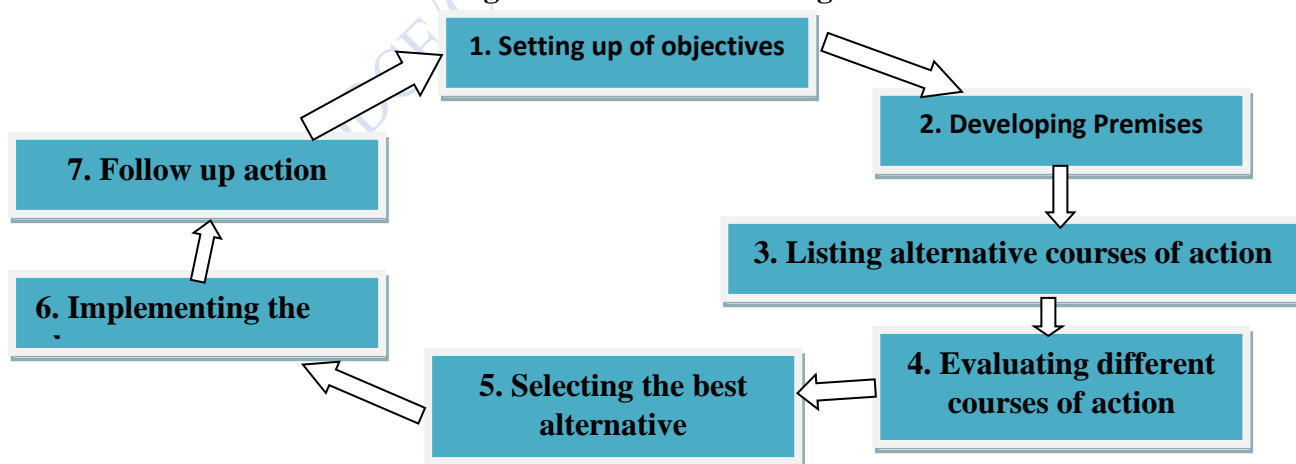 1. Setting up of objectives
2. Developing Premises
3. Listing alternative courses of action
4. Evaluating different
courses of action
5. Selecting the best
alternative
6. Implementing the
7. Follow up action